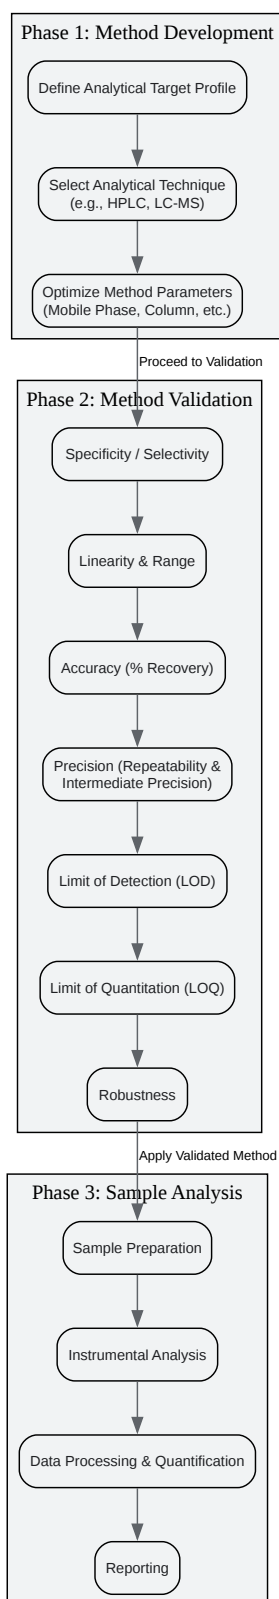 Phase 1: Method Development
Define Analytical Target Profile
Select Analytical Technique
(e.g., HPLC, LC-MS)
Optimize Method Parameters
(Mobile Phase, Column, etc.)
Proceed to Validation
Phase 2: Method Validation
Specificity / Selectivity
Linearity & Range
Accuracy (% Recovery)
Precision (Repeatability &
Intermediate Precision)
Limit of Detection (LOD)
Limit of Quantitation (LOQ)
Robustness
Apply Validated Method
Phase 3: Sample Analysis
Sample Preparation
Instrumental Analysis
Data Processing & Quantification
Reporting